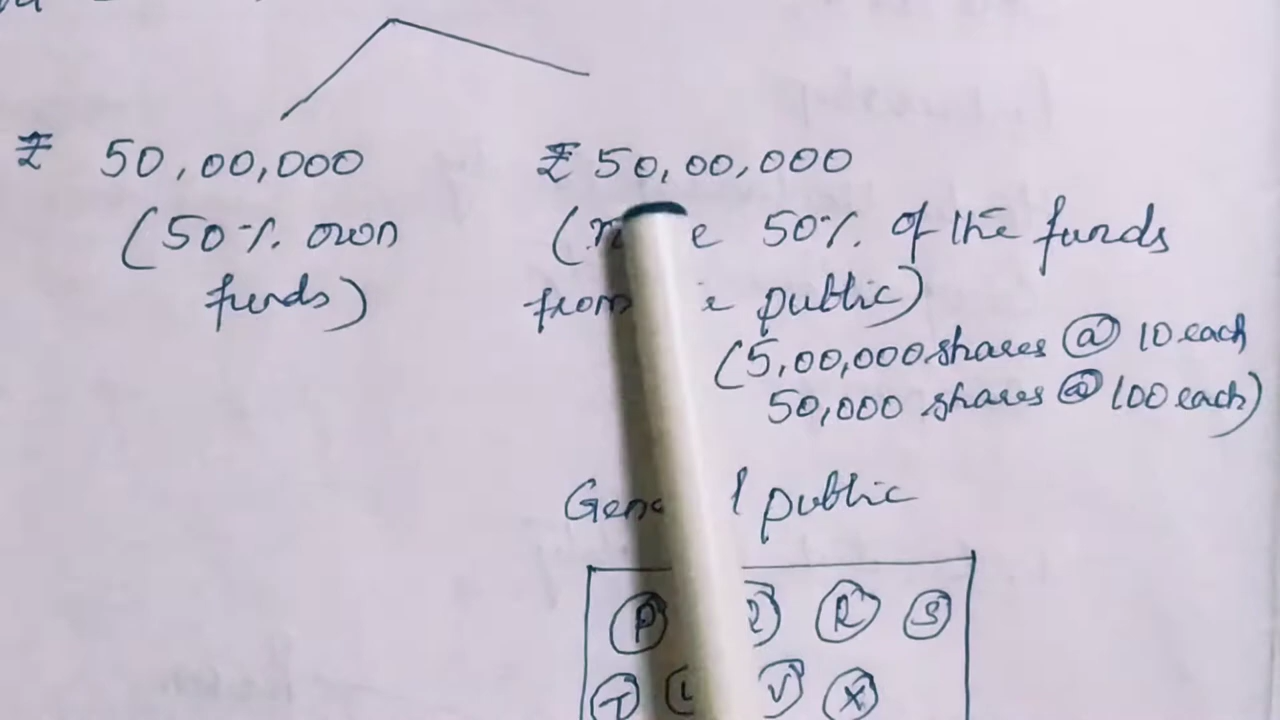 ₹ 50,00,000
(50% own
funds)
₹ 50,00,000
( 50% of the funds
from public)
(5,00,000 shares @ 10 each
50,000 shares @ 100 each)
public
P R S
T V X